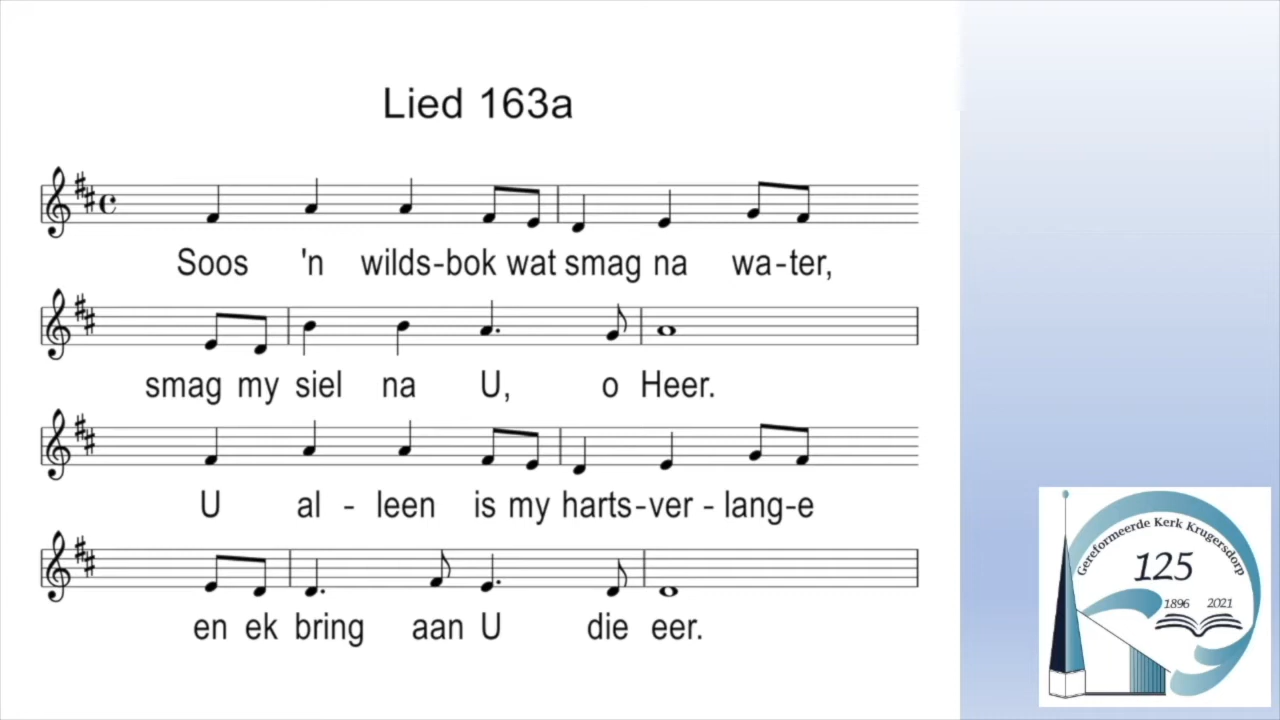 Lied 163a
Soos 'n wilds-bok wat smag na wa-ter,
smag my siel na U, o Heer.
U al - leen is my harts-ver - lang-e
en ek bring aan U die eer.
Gereformeerde Kerk Krugersdorp
125
1896 2021